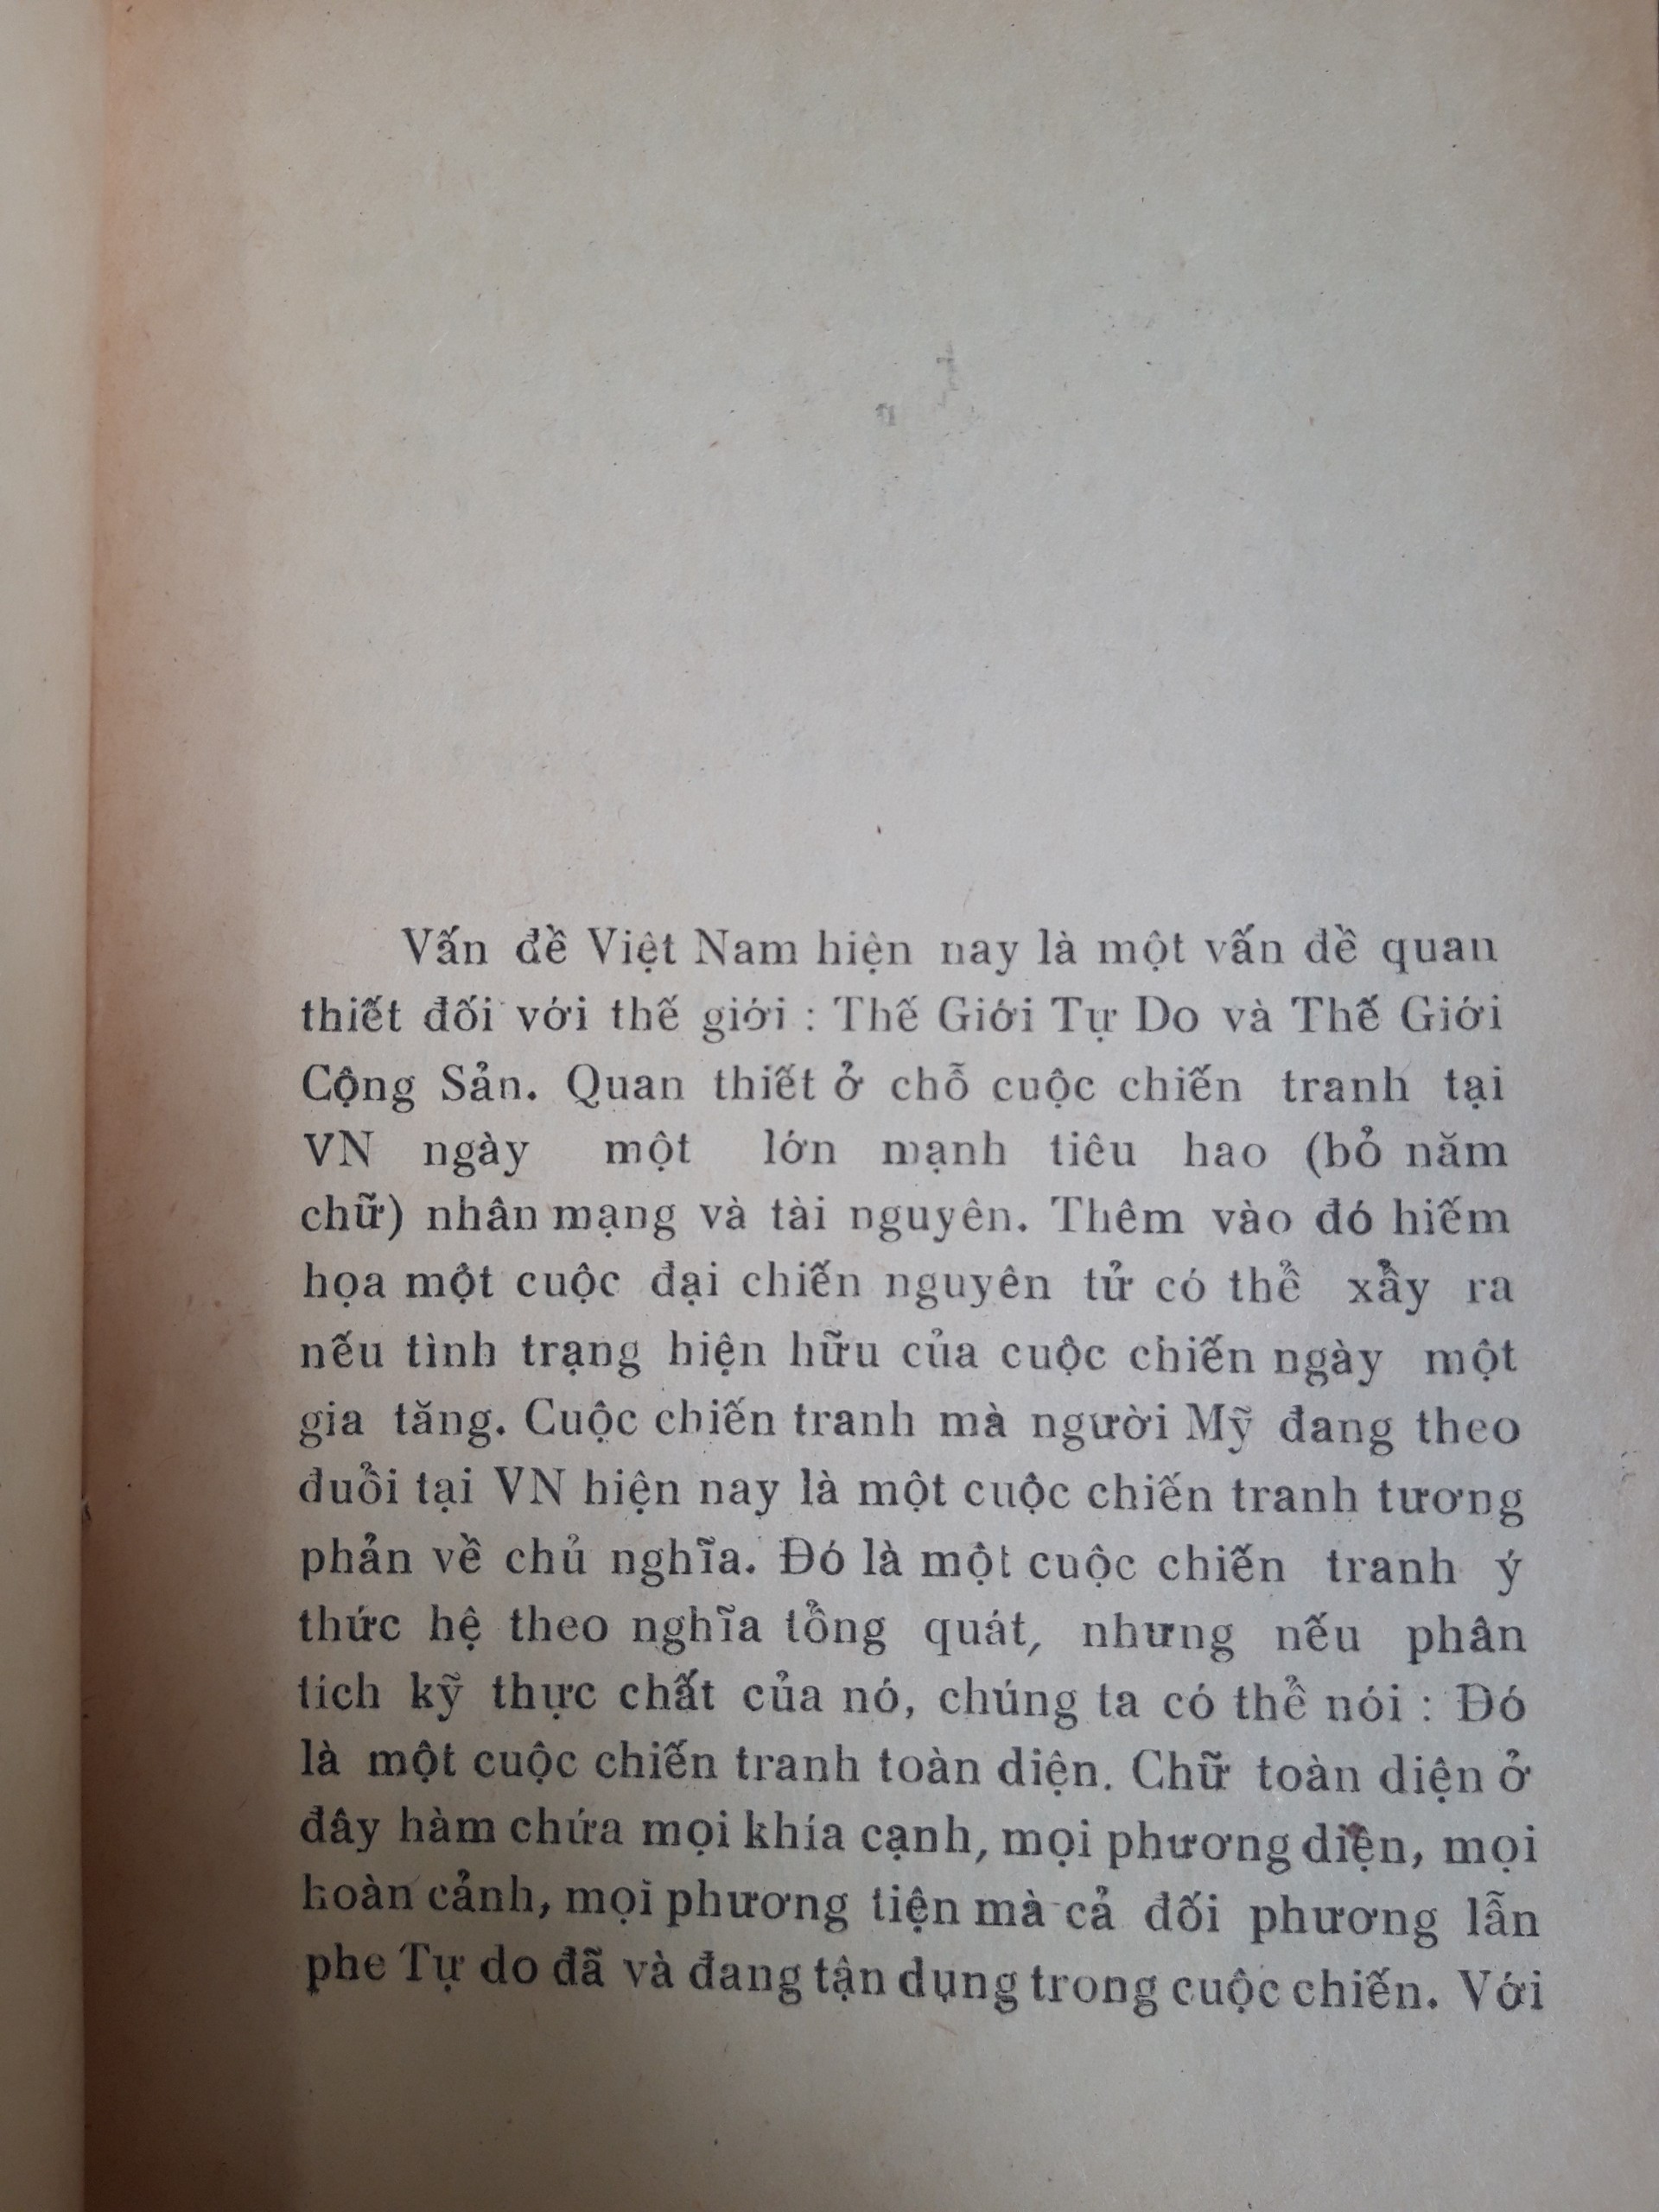 Vấn đề Việt Nam hiện nay là một vấn đề quan
thiết đối với thế giới : Thế Giới Tự Do và Thế Giới
Cộng Sản. Quan thiết ở chỗ cuộc chiến tranh tại
VN ngày một lớn mạnh tiêu hao (bỏ năm
chữ) nhân mạng và tài nguyên. Thêm vào đó hiếm
họa một cuộc đại chiến nguyên tử có thể xẩy ra
nếu tình trạng hiện hữu của cuộc chiến ngày một
gia tăng. Cuộc chiến tranh mà người Mỹ đang theo
đuổi tại VN hiện nay là một cuộc chiến tranh tương
phản về chủ nghĩa. Đó là một cuộc chiến tranh ý
thức hệ theo nghĩa tổng quát, nhưng nếu phân
tích kỹ thực chất của nó, chúng ta có thể nói : Đó
là một cuộc chiến tranh toàn diện. Chữ toàn diện ở
đây hàm chứa mọi khía cạnh, mọi phương diện, mọi
hoàn cảnh, mọi phương tiện mà cả đối phương lẫn
phe Tự do đã và đang tận dụng trong cuộc chiến. Với